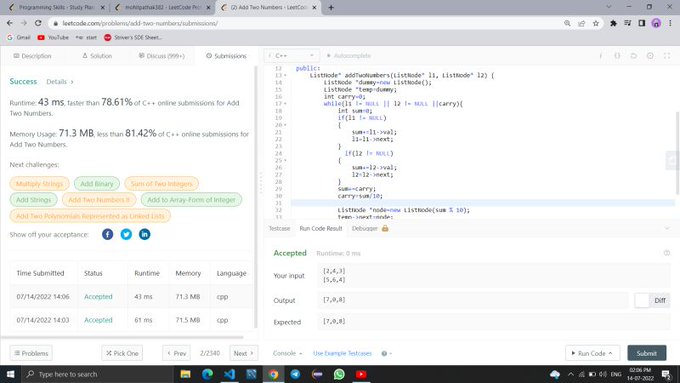 Programming Skills - Study Plan
mohitpathak382 - LeetCode Pro
(2) Add Two Numbers - LeetCode
leetcode.com/problems/add-two-numbers/submissions/
Gmail
YouTube
start
Striver's SDE Sheet...
Description
Solution
Discuss (999+)
Submissions
C++
Autocomplete
Success
Details >
Runtime: 43 ms, faster than 78.61% of C++ online submissions for Add
Two Numbers.
Memory Usage: 71.3 MB, less than 81.42% of C++ online submissions for
Add Two Numbers.
Next challenges:
Multiply Strings
Add Binary
Sum of Two Integers
Add Strings
Add Two Numbers II
Add to Array-Form of Integer
Add Two Polynomials Represented as Linked Lists
Show off your acceptance:
Time Submitted
Status
Runtime
Memory
Language
07/14/2022 14:06
Accepted
43 ms
71.3 MB
cpp
07/14/2022 14:03
Accepted
61 ms
71.5 MB
cpp
12 public:
13 ListNode* addTwoNumbers(ListNode* l1, ListNode* l2) {
14 ListNode *dummy=new ListNode();
15 ListNode *temp=dummy;
16 int carry=0;
17 while(l1 != NULL || l2 != NULL ||carry){
18 int sum=0;
19 if(l1 != NULL)
20 {
21 sum+=l1->val;
22 l1=l1->next;
23 }
24 if(l2 != NULL)
25 {
26 sum+=l2->val;
27 l2=l2->next;
28 }
29 sum+=carry;
30 carry=sum/10;
31
32 ListNode *node=new ListNode(sum % 10);
33 temp->next=node;
Testcase
Run Code Result
Debugger
Accepted
Runtime: 0 ms
Your input
[2,4,3]
[5,6,4]
Output
[7,0,8]
Diff
Expected
[7,0,8]
Problems
Pick One
< Prev
2/2340
Next >
Console
Use Example Testcases
Run Code
Submit
Type here to search
ENG
02:06 PM
14-07-2022